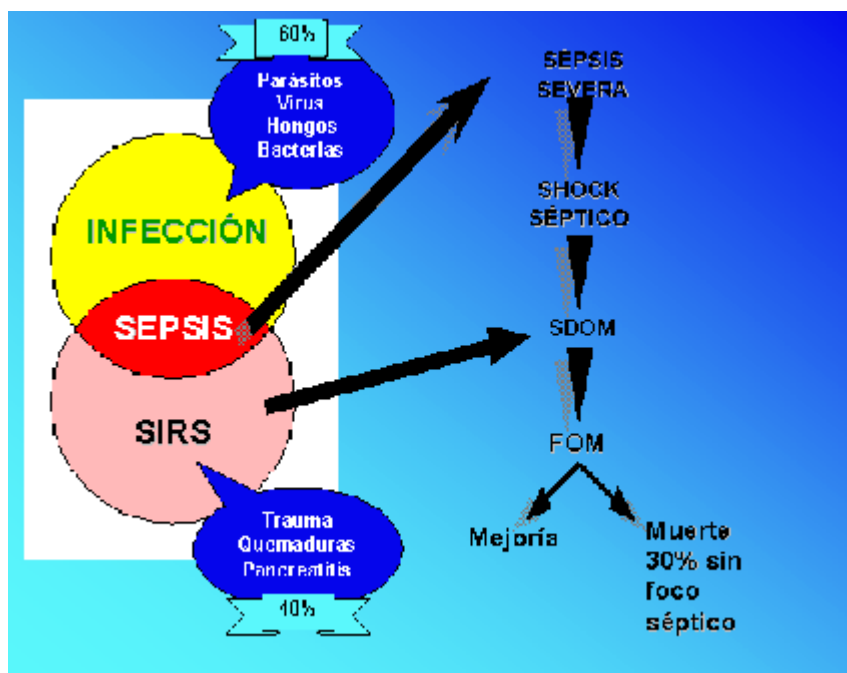 60%
Parásitos
Virus
Hongos
Bacterias
INFECCIÓN
SEPSIS
SIRS
Trauma
Quemaduras
Pancreatitis
40%
SÉPSIS
SEVERA
SHOCK
SÉPTICO
SDOM
FOM
Mejoría
Muerte
30% sin
foco
séptico